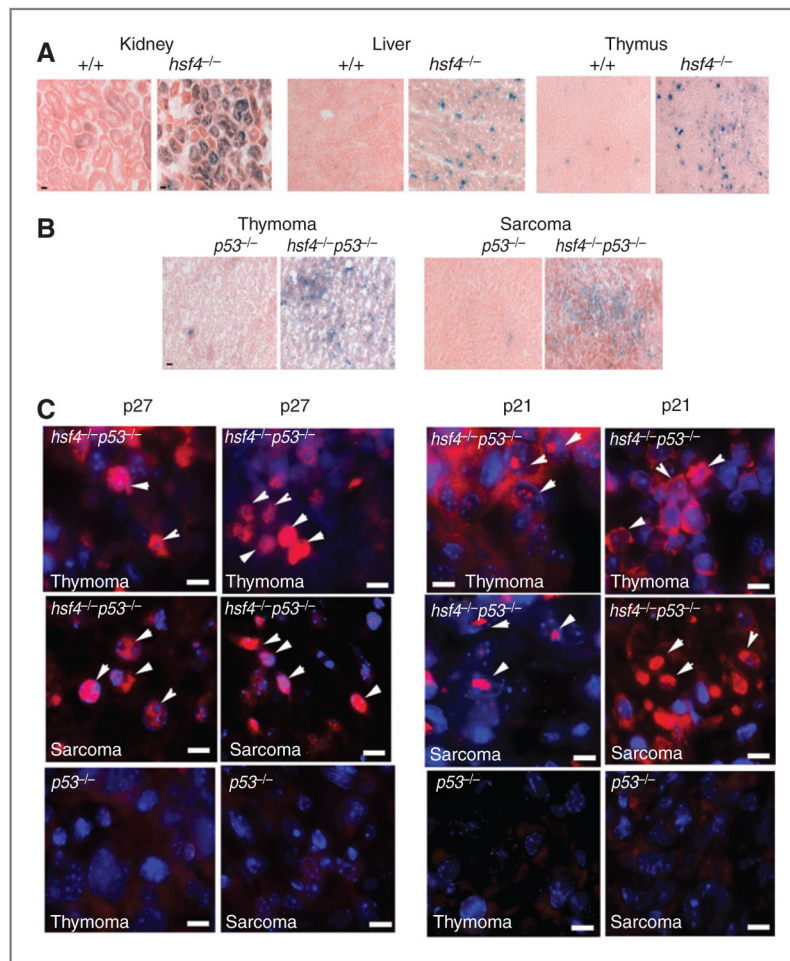 A
Kidney Liver Thymus
+/+ hsf4–/– +/+ hsf4–/– +/+ hsf4–/–
B
Thymoma Sarcoma
p53–/– hsf4–/–p53–/– p53–/– hsf4–/–p53–/–
C
p27 p27 p21 p21
hsf4–/–p53–/– hsf4–/–p53–/– hsf4–/–p53–/– hsf4–/–p53–/–
Thymoma Thymoma Thymoma Thymoma
hsf4–/–p53–/– hsf4–/–p53–/– hsf4–/–p53–/– hsf4–/–p53–/–
Sarcoma Sarcoma Sarcoma Sarcoma
p53–/– p53–/– p53–/– p53–/–
Thymoma Sarcoma Thymoma Sarcoma